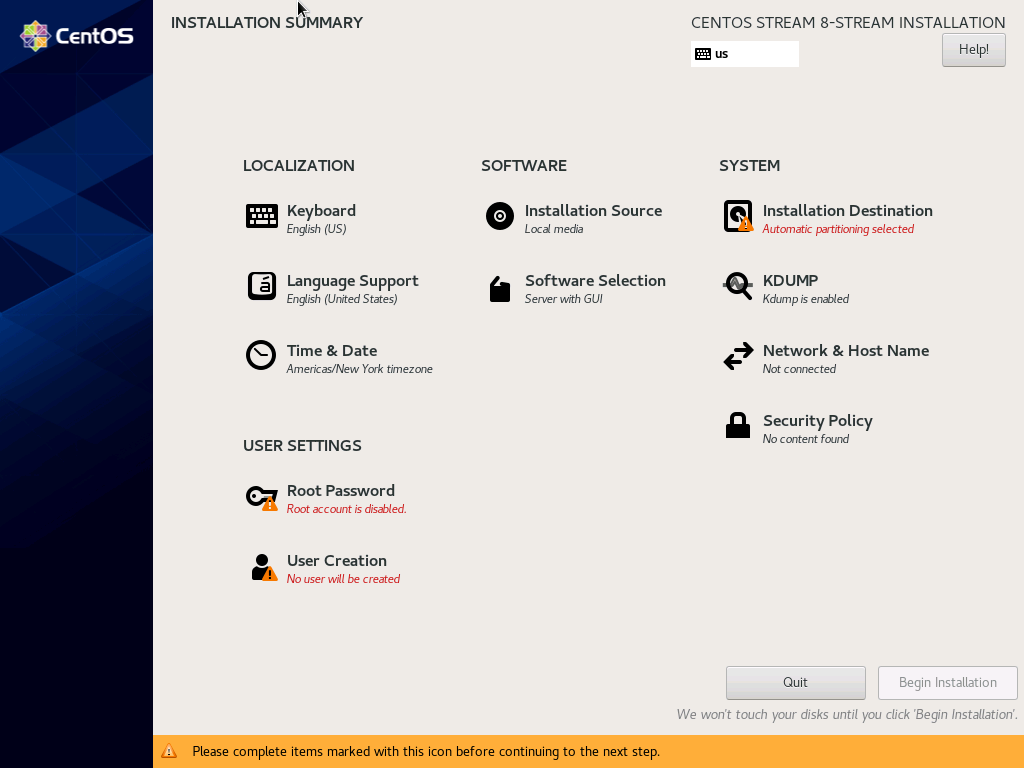 CentOS
INSTALLATION SUMMARY
CENTOS STREAM 8-STREAM INSTALLATION
us
Help!
LOCALIZATION
Keyboard
English (US)
Language Support
English (United States)
Time & Date
Americas/New York timezone
SOFTWARE
Installation Source
Local media
Software Selection
Server with GUI
SYSTEM
Installation Destination
Automatic partitioning selected
KDUMP
Kdump is enabled
Network & Host Name
Not connected
Security Policy
No content found
USER SETTINGS
Root Password
Root account is disabled.
User Creation
No user will be created
Quit
Begin Installation
We won't touch your disks until you click 'Begin Installation'.
Please complete items marked with this icon before continuing to the next step.